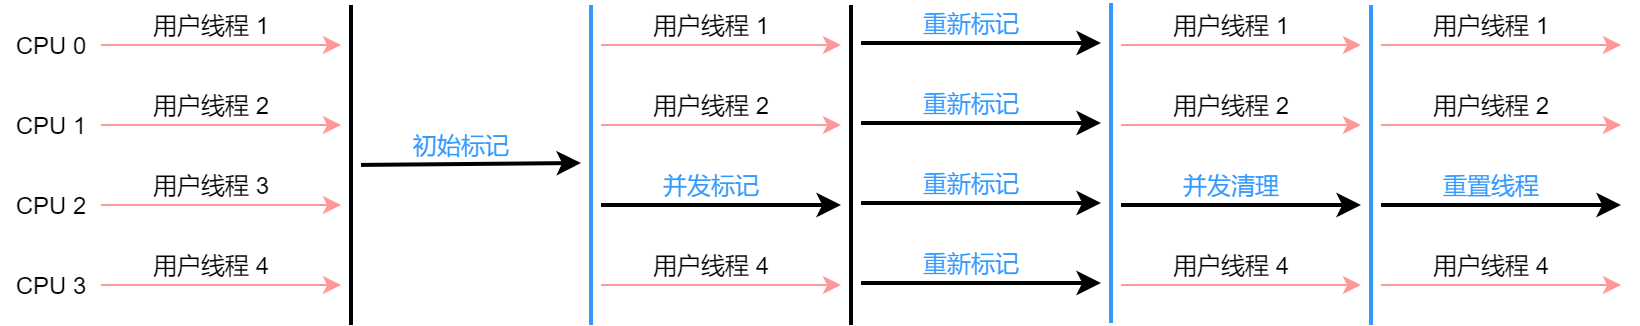 用户线程 1
用户线程 1
重新标记
用户线程 1
用户线程 1
CPU 0
用户线程 2
用户线程 2
重新标记
用户线程 2
用户线程 2
CPU 1
初始标记
用户线程 3
并发标记
重新标记
并发清理
重置线程
CPU 2
用户线程 4
用户线程 4
重新标记
用户线程 4
用户线程 4
CPU 3